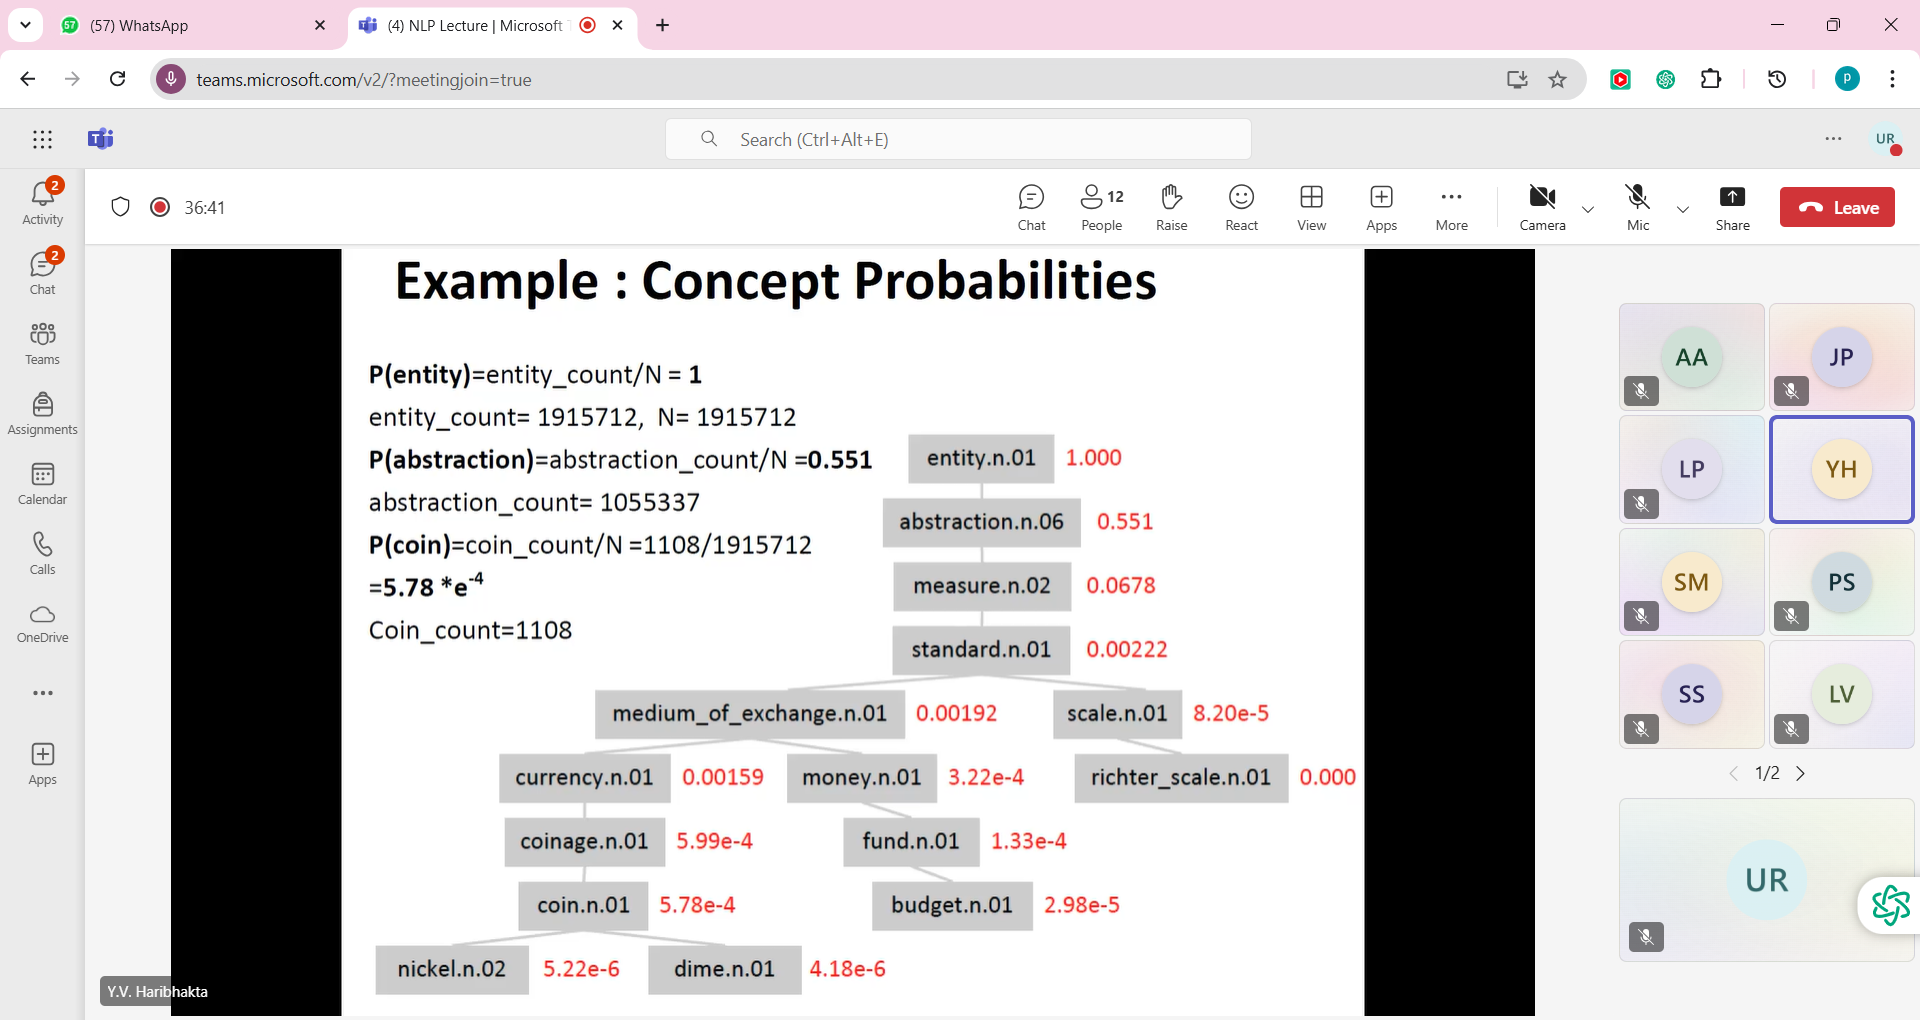 (57) WhatsApp
(4) NLP Lecture | Microsoft
teams.microsoft.com/v2/?meetingjoin=true
P
Search (Ctrl+Alt+E)
UR
2
Activity
2
Chat
Teams
Assignments
Calendar
Calls
OneDrive
Apps
36:41
Chat
12
People
Raise
React
View
Apps
More
Camera
Mic
Share
Leave
Example : Concept Probabilities
P(entity)=entity_count/N = 1
entity_count= 1915712, N= 1915712
P(abstraction)=abstraction_count/N =0.551
abstraction_count= 1055337
P(coin)=coin_count/N =1108/1915712
=5.78 *e-4
Coin_count=1108
entity.n.01 1.000
abstraction.n.06 0.551
measure.n.02 0.0678
standard.n.01 0.00222
medium_of_exchange.n.01 0.00192 scale.n.01 8.20e-5
currency.n.01 0.00159 money.n.01 3.22e-4 richter_scale.n.01 0.000
coinage.n.01 5.99e-4 fund.n.01 1.33e-4
coin.n.01 5.78e-4 budget.n.01 2.98e-5
nickel.n.02 5.22e-6 dime.n.01 4.18e-6
Y.V. Haribhakta
AA JP
LP YH
SM PS
SS LV
1/2
UR